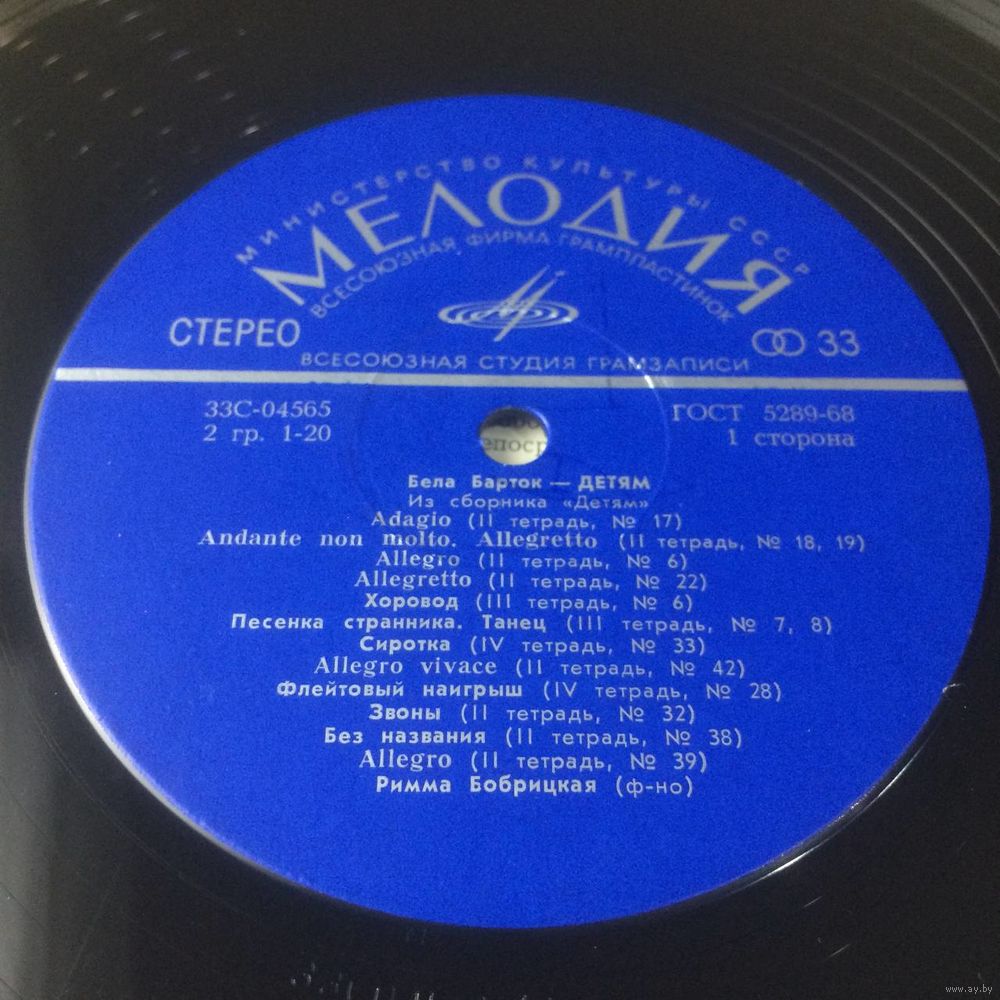 МИНИСТЕРСТВО КУЛЬТУРЫ СССР
МЕЛОДИЯ
ВСЕСОЮЗНАЯ ФИРМА ГРАМПЛАСТИНОК
СТЕРЕО
33
ВСЕСОЮЗНАЯ СТУДИЯ ГРАМЗАПИСИ
33С-04565
ГОСТ 5289-68
2 гр. 1-20
1 сторона
Бела Барток — ДЕТЯМ
Из сборника «Детям»
Adagio (II тетрадь, № 17)
Andante non molto. Allegretto (II тетрадь, № 18, 19)
Allegro (II тетрадь, № 6)
Allegretto (II тетрадь, № 22)
Хоровод (III тетрадь, № 6)
Песенка странника. Танец (III тетрадь, № 7, 8)
Сиротка (IV тетрадь, № 33)
Allegro vivace (II тетрадь, № 42)
Флейтовый наигрыш (IV тетрадь, № 28)
Звоны (II тетрадь, № 32)
Без названия (II тетрадь, № 38)
Allegro (II тетрадь, № 39)
Римма Бобрицкая (ф-но)
www.ay.by